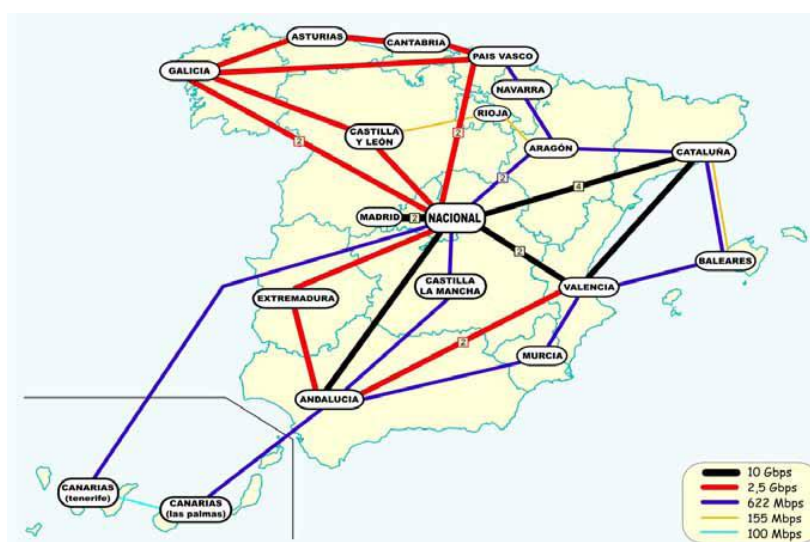 ASTURIAS
CANTABRIA
PAIS VASCO
GALICIA
NAVARRA
RIOJA
CASTILLA
Y LEÓN
2
2
ARAGÓN
CATALUÑA
2
4
MADRID
2
NACIONAL
2
BALEARES
CASTILLA
LA MANCHA
VALENCIA
EXTREMADURA
2
MURCIA
ANDALUCIA
CANARIAS
(tenerife)
CANARIAS
(las palmas)
10 Gbps
2,5 Gbps
622 Mbps
155 Mbps
100 Mbps